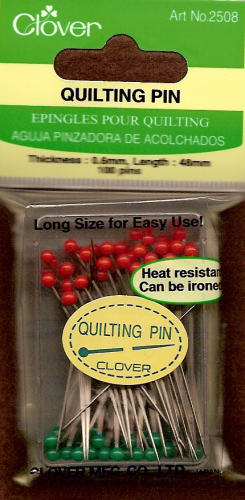 Art No.2508
Clover
QUILTING PIN
EPINGLES POUR QUILTING
AGUJA PINZADORA DE ACOLCHADOS
Thickness : 0.6mm, Length : 48mm
100 pins
Long Size for Easy Use!
Heat resistan
Can be ironed
QUILTING PIN
CLOVER
CLOVER MFG. CO., LTD.